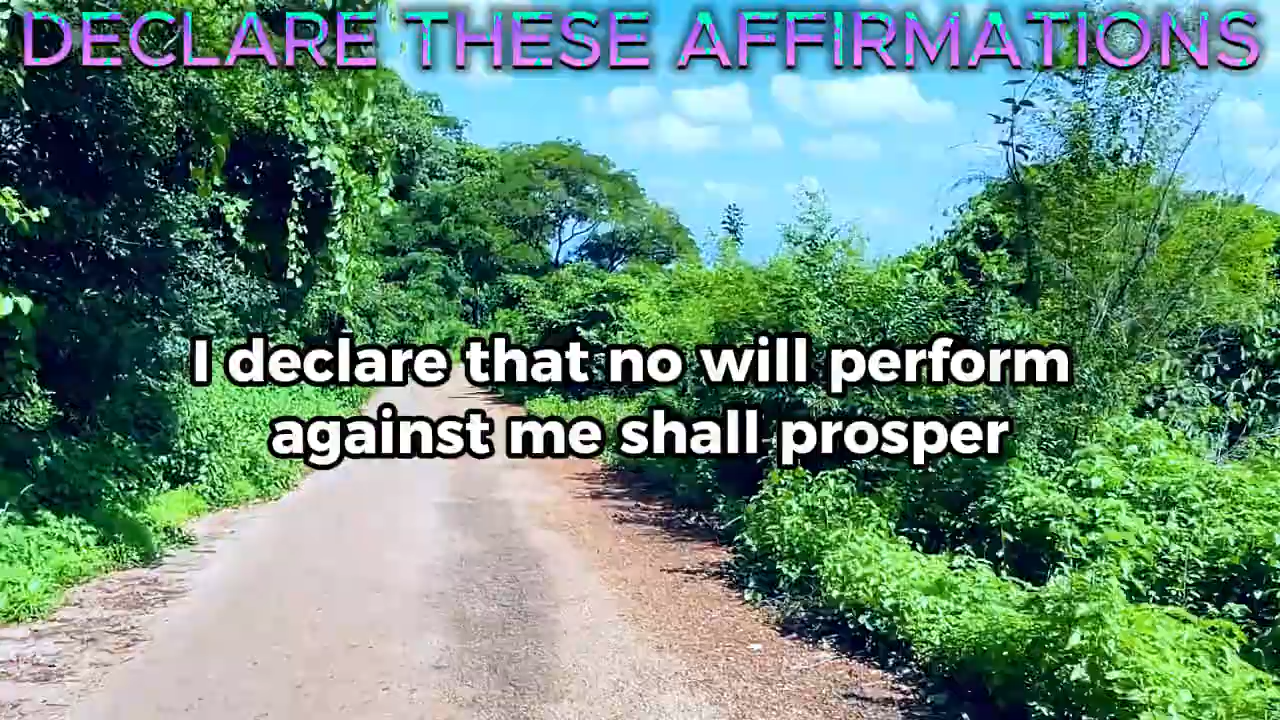 DECLARE THESE AFFIRMATIONS
I declare that no will perform
against me shall prosper